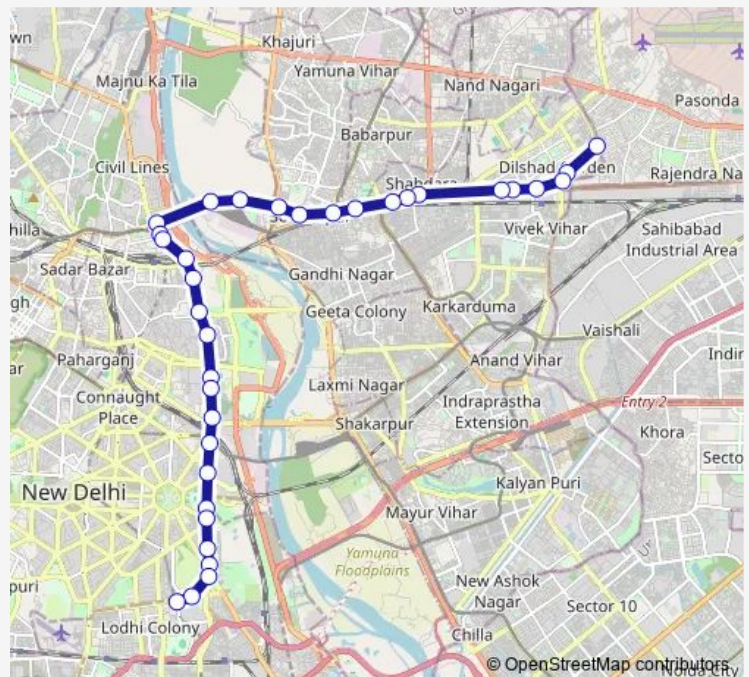 Khajuri
Majnu Ka Tila
Yamuna Vihar
Nand Nagari
Pasonda
Babarpur
Civil Lines
Dilshad
den
Rajendra Na
Shahdara
hilla
Vivek Vihar
Sahibabad
Industrial Area
Sadar Bazar
Gandhi Nagar
Geeta Colony
Karkarduma
gh
Vaishali
Paharganj
Anand Vihar
Indir
ar
Laxmi Nagar
Connaught
Place
Indraprastha
Extension
Entry 2
Shakarpur
Khora
Secto
New Delhi
Kalyan Puri
Mayur Vihar
Yamuna
Floodplains
New Ashok
Nagar
Sector 10
puri
Lodhi Colony
Chilla
© OpenStreetMap contributors
Noida City